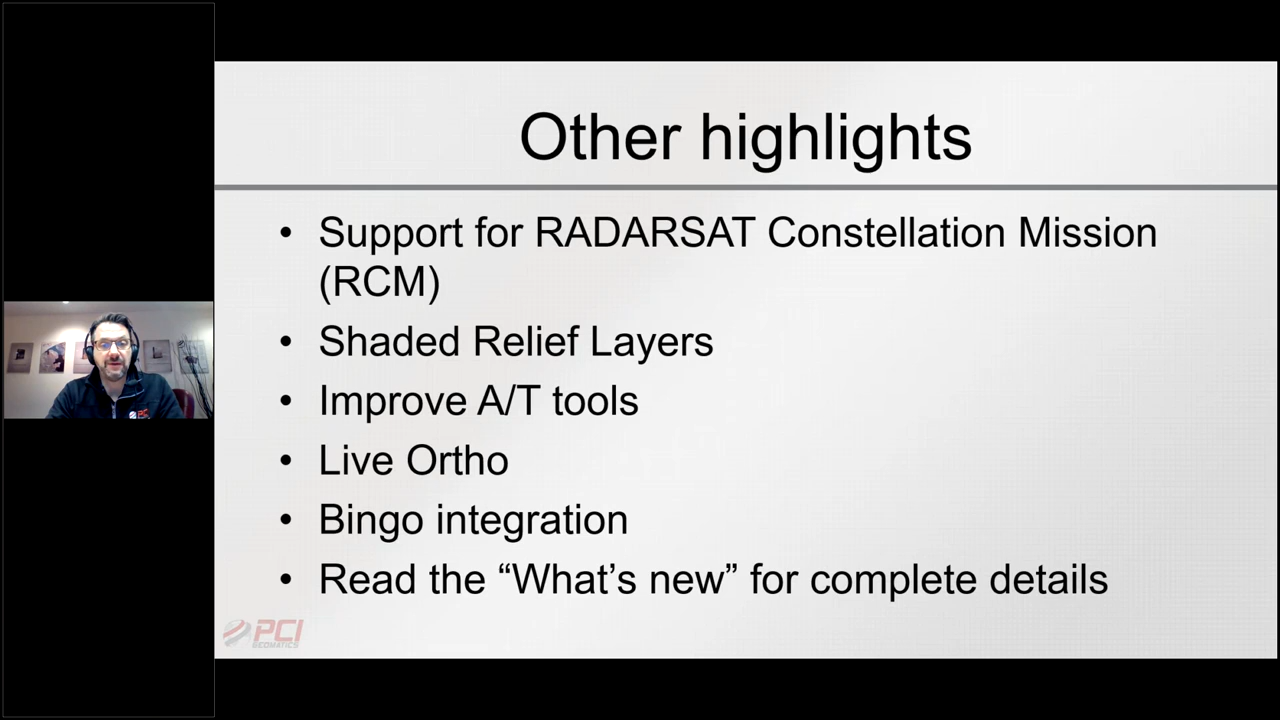 Other highlights
• Support for RADARSAT Constellation Mission
(RCM)
• Shaded Relief Layers
• Improve A/T tools
• Live Ortho
• Bingo integration
• Read the “What’s new” for complete details
PCI
GEOMATICS
PCI